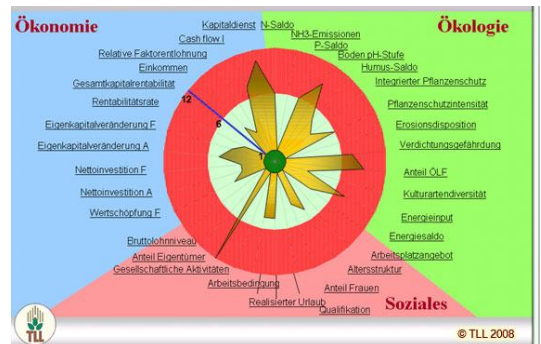 Ökonomie
Ökologie
Kapitaldienst
N-Saldo
Cash flow I
NH3-Emissionen
P-Saldo
Relative Faktorentlohnung
Boden pH-Stufe
Einkommen
Humus-Saldo
Gesamtkapitalrentabilität
Integrierter Pflanzenschutz
Rentabilitätsrate
Pflanzenschutzintensität
Eigenkapitalveränderung F
Erosionsdisposition
Eigenkapitalveränderung A
Verdichtungsgefährdung
Nettoinvestition F
Anteil ÖLF
Nettoinvestition A
Kulturartendiversität
Wertschöpfung F
Energieinput
Bruttolohnniveau
Energiesaldo
Anteil Eigentümer
Arbeitsplatzangebot
Gesellschaftliche Aktivitäten
Altersstruktur
Arbeitsbedingung
Anteil Frauen
Realisierter Urlaub
Qualifikation
Soziales
12
6
1
TLL
© TLL 2008